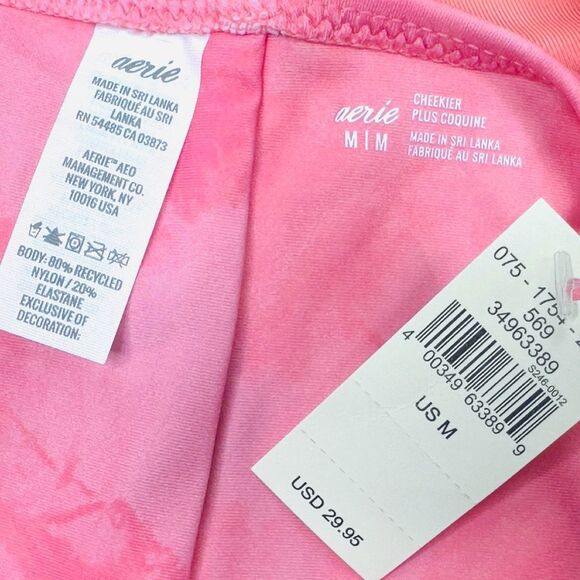 aerie
MADE IN SRI LANKA
FABRIQUÉ AU SRI
LANKA
RN 54485 CA 03873
AERIE™ AEO
MANAGEMENT CO.
NEW YORK, NY
10016 USA
BODY: 80% RECYCLED
NYLON / 20%
ELASTANE
EXCLUSIVE OF
DECORATION:
aerie
M | M
CHEEKIER
PLUS COQUINE
MADE IN SRI LANKA
FABRIQUÉ AU SRI LANKA
075 - 1754 -
569
34963389
S246-0012
4 00349 63389 9
US M
USD 29.95